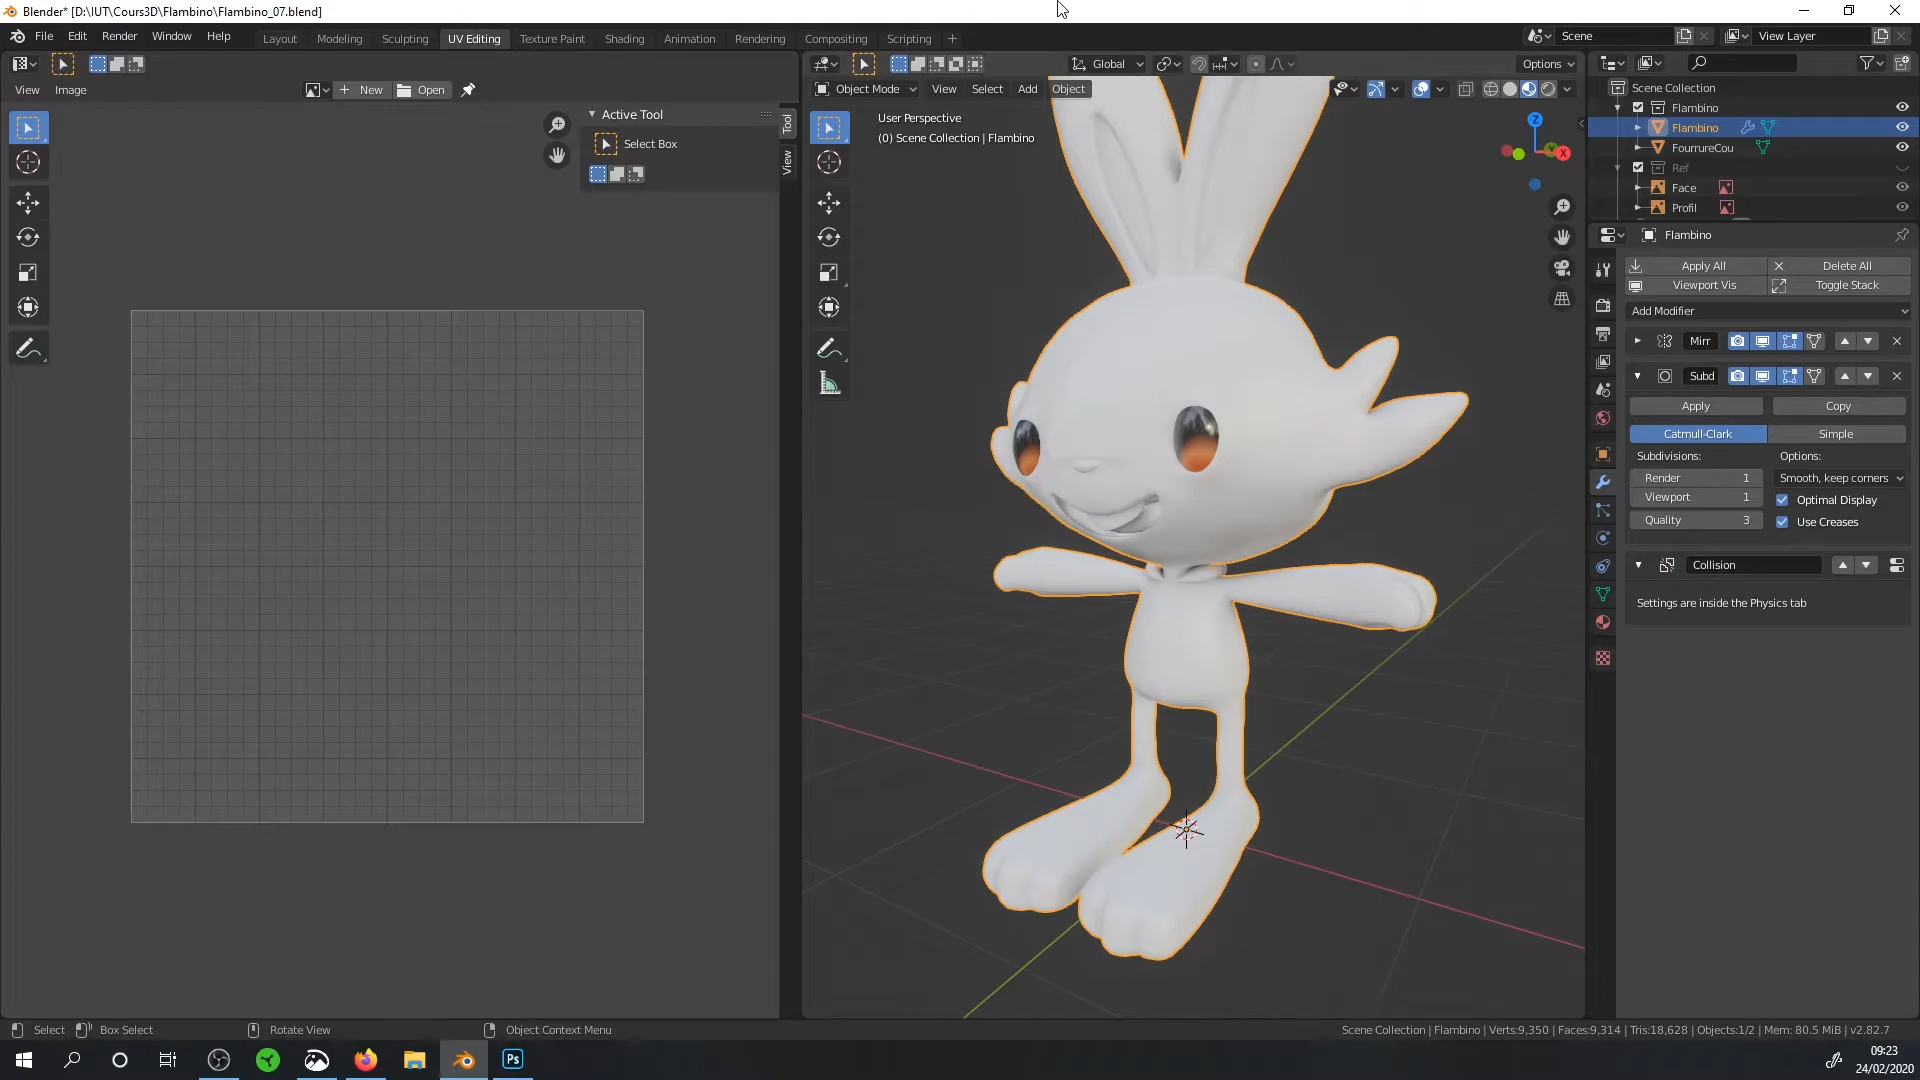 Blender* [D:\IUT\Cours3D\Flambino\Flambino_07.blend]
File Edit Render Window Help Layout Modeling Sculpting UV Editing Texture Paint Shading Animation Rendering Compositing Scripting +
Scene View Layer
Global Options
View Image New Open
Object Mode View Select Add Object
Active Tool
Select Box
Tool
View
User Perspective
(0) Scene Collection | Flambino
Z
Y
X
Scene Collection
Flambino
Flambino
FourrureCou
Ref
Face
Profil
Flambino
Apply All Delete All
Viewport Vis Toggle Stack
Add Modifier
Mirr
Subd
Apply Copy
Catmull-Clark Simple
Subdivisions: Options:
Render 1 Smooth, keep corners
Viewport 1 Optimal Display
Quality 3 Use Creases
Collision
Settings are inside the Physics tab
Select Box Select Rotate View Object Context Menu
Scene Collection | Flambino | Verts:9,350 | Faces:9,314 | Tris:18,628 | Objects:1/2 | Mem: 80.5 MiB | v2.82.7
Ps
09:23
24/02/2020